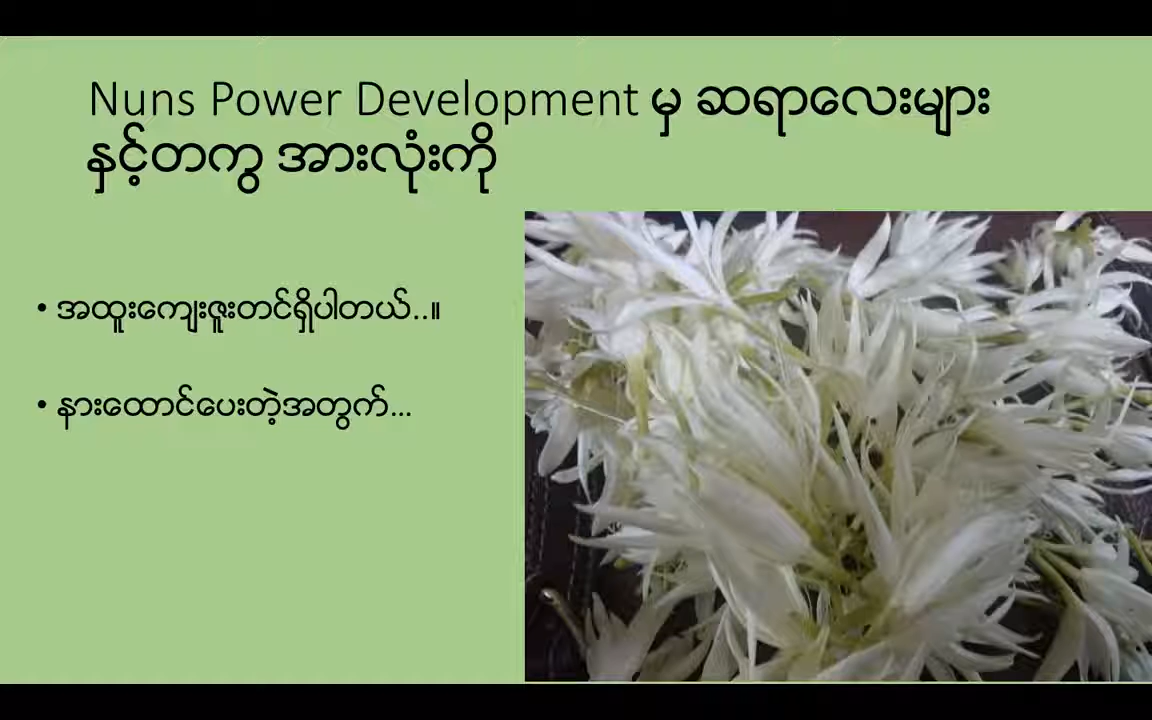 Nuns Power Development မှ ဆရာလေးများ
နှင့်တကွ အားလုံးကို
• အထူးကျေးဇူးတင်ရှိပါတယ်..။
• နားထောင်ပေးတဲ့အတွက်...